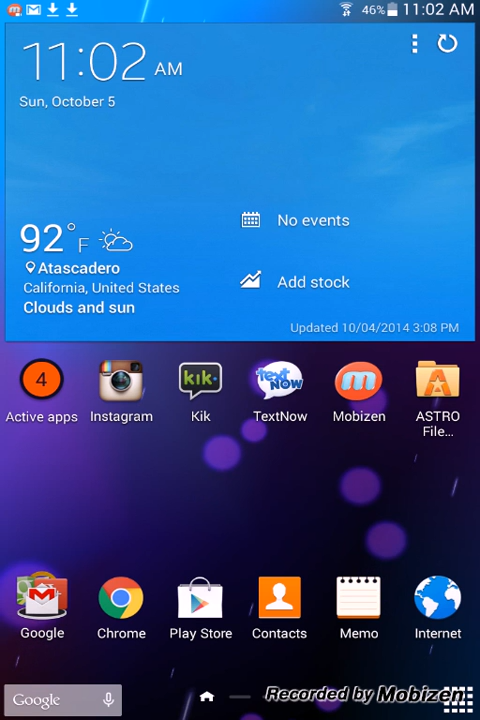 46% 11:02 AM
11:02 AM
Sun, October 5
No events
92°F
Atascadero
California, United States
Clouds and sun
Add stock
Updated 10/04/2014 3:08 PM
4
kik
text NOW
m
A
Active apps Instagram Kik TextNow Mobizen ASTRO
File...
Google Chrome Play Store Contacts Memo Internet
Google
Recorded by Mobizen